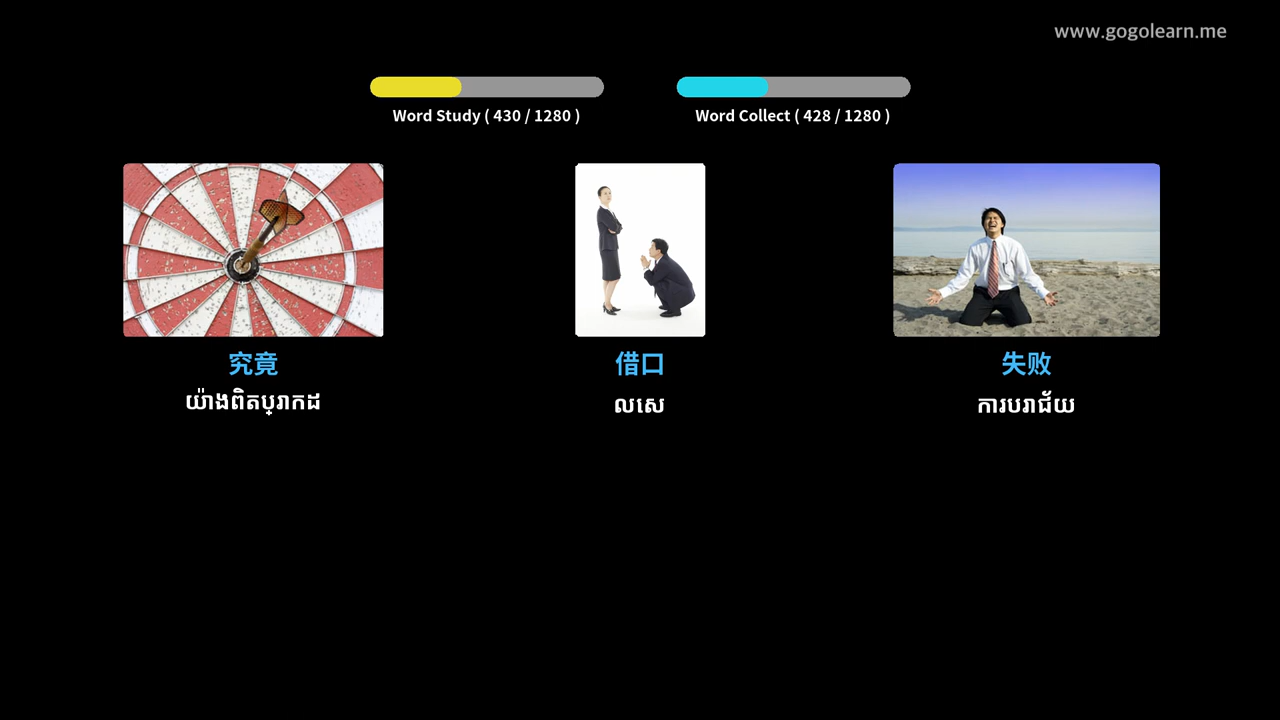 www.gogolearn.me
Word Study ( 430 / 1280 )
Word Collect ( 428 / 1280 )
究竟
借口
失败
យ៉ាងពិតប្រាកដ
លេស
ការបរាជ័យ